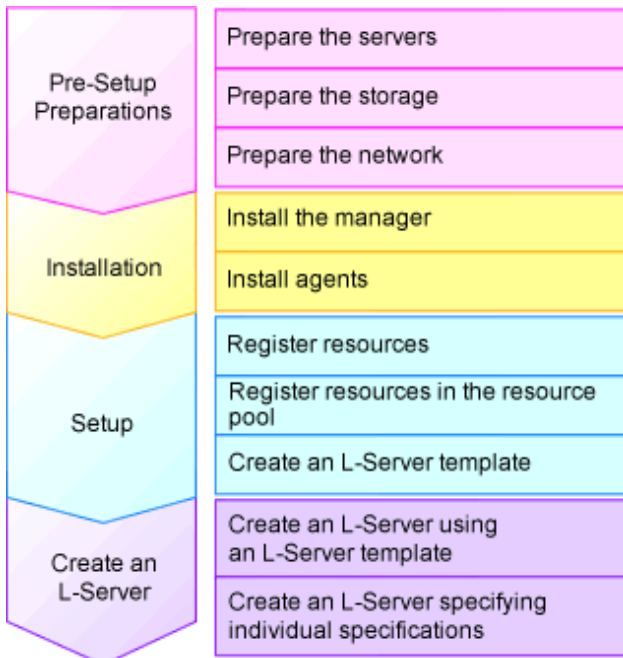 Pre-Setup
Preparations
Prepare the servers
Prepare the storage
Prepare the network
Installation
Install the manager
Install agents
Setup
Register resources
Register resources in the resource
pool
Create an L-Server template
Create an
L-Server
Create an L-Server using
an L-Server template
Create an L-Server specifying
individual specifications